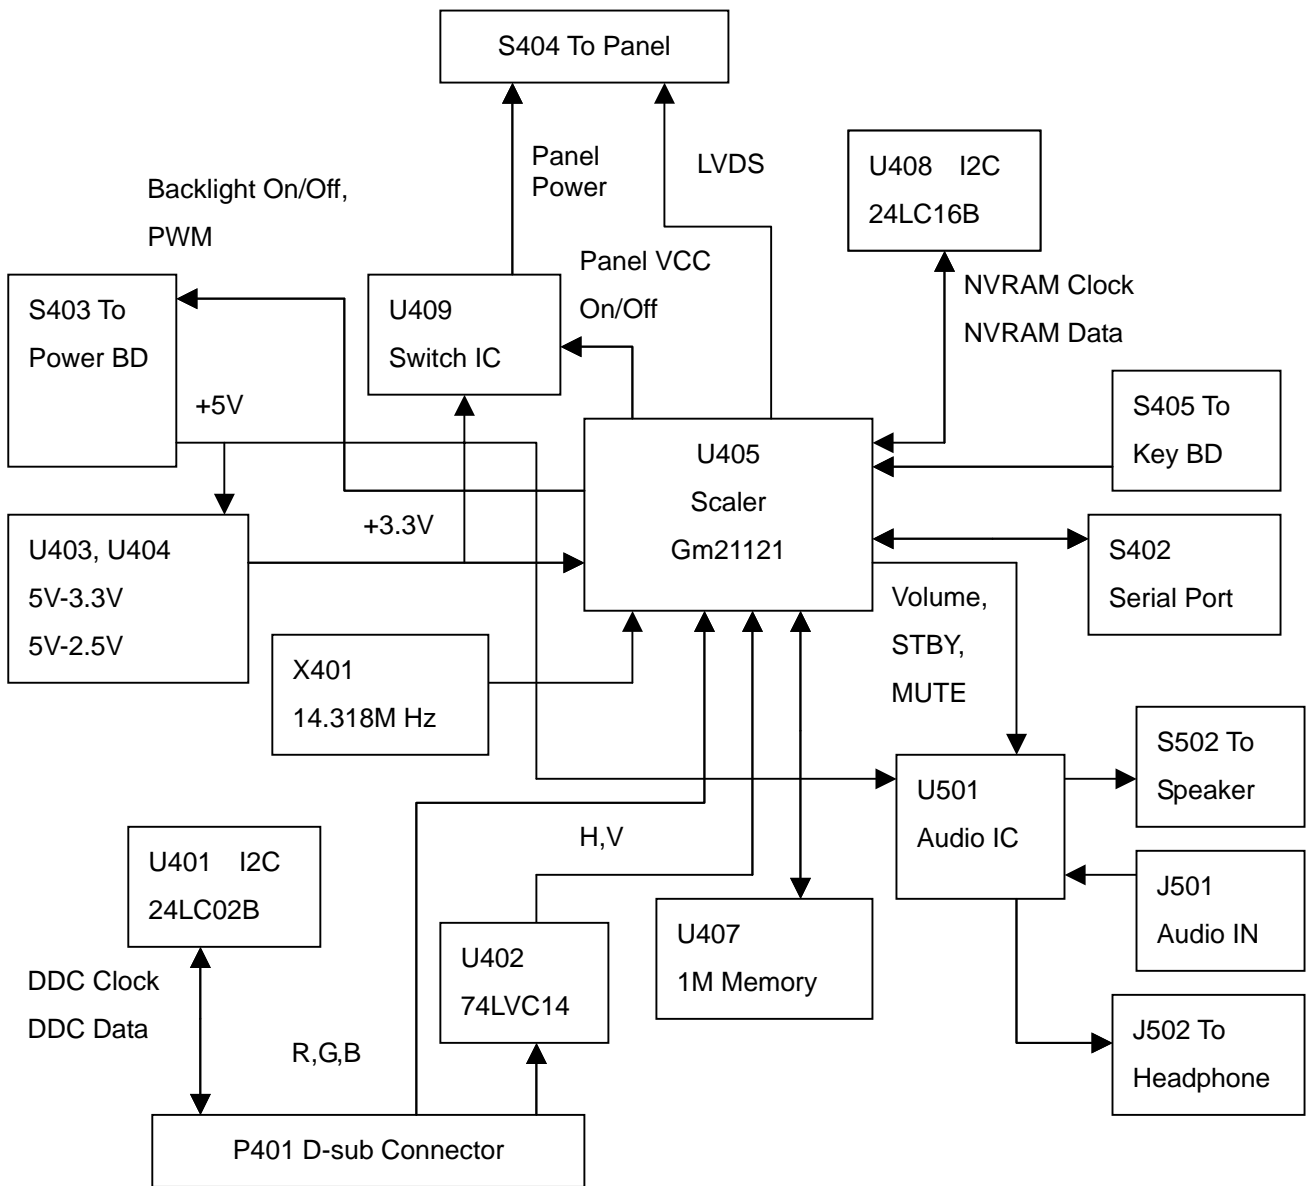 S404 To Panel
Panel
Power
LVDS
U408 I2C
24LC16B
Backlight On/Off,
PWM
Panel VCC
On/Off
NVRAM Clock
NVRAM Data
S403 To
Power BD
U409
Switch IC
+5V
S405 To
Key BD
U405
Scaler
Gm21121
+3.3V
U403, U404
5V-3.3V
5V-2.5V
S402
Serial Port
Volume,
STBY,
MUTE
X401
14.318M Hz
S502 To
Speaker
U501
Audio IC
H,V
U401 I2C
24LC02B
J501
Audio IN
U402
74LVC14
U407
1M Memory
DDC Clock
DDC Data
R,G,B
J502 To
Headphone
P401 D-sub Connector